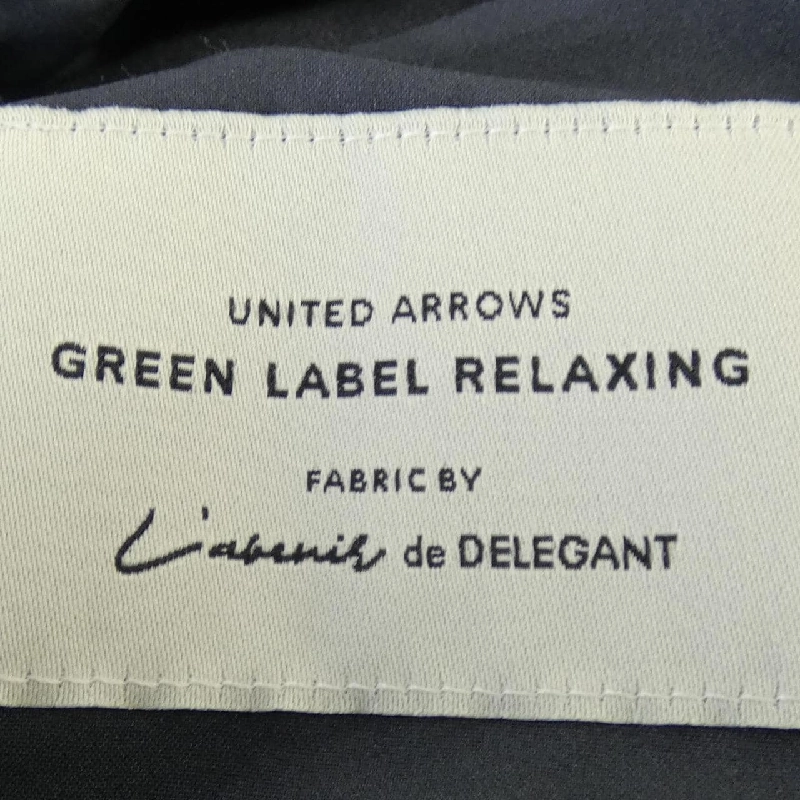 UNITED ARROWS
GREEN LABEL RELAXING
FABRIC BY
de DELEGANT